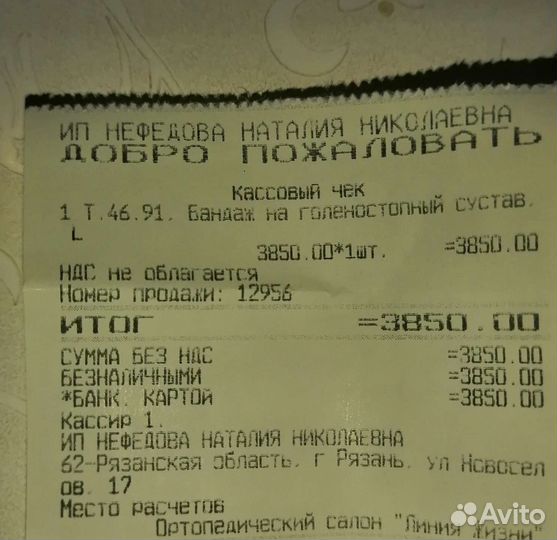 ИП НЕФЕДОВА НАТАЛИЯ НИКОЛАЕВНА
ДОБРО ПОЖАЛОВАТЬ
Кассовый чек
1 Т.46.91. Бандаж на голеностопный сустав.
L
3850.00*1шт. =3850.00
НДС не облагается
Номер продажи: 12956
ИТОГ =3850.00
СУММА БЕЗ НДС =3850.00
БЕЗНАЛИЧНЫМИ =3850.00
*БАНК. КАРТОЙ =3850.00
Кассир 1.
ИП НЕФЕДОВА НАТАЛИЯ НИКОЛАЕВНА
62-Рязанская область, г Рязань, ул Новосел
ов, 17
Место расчетов
Ортопедический салон "Линия жизни"
Avito